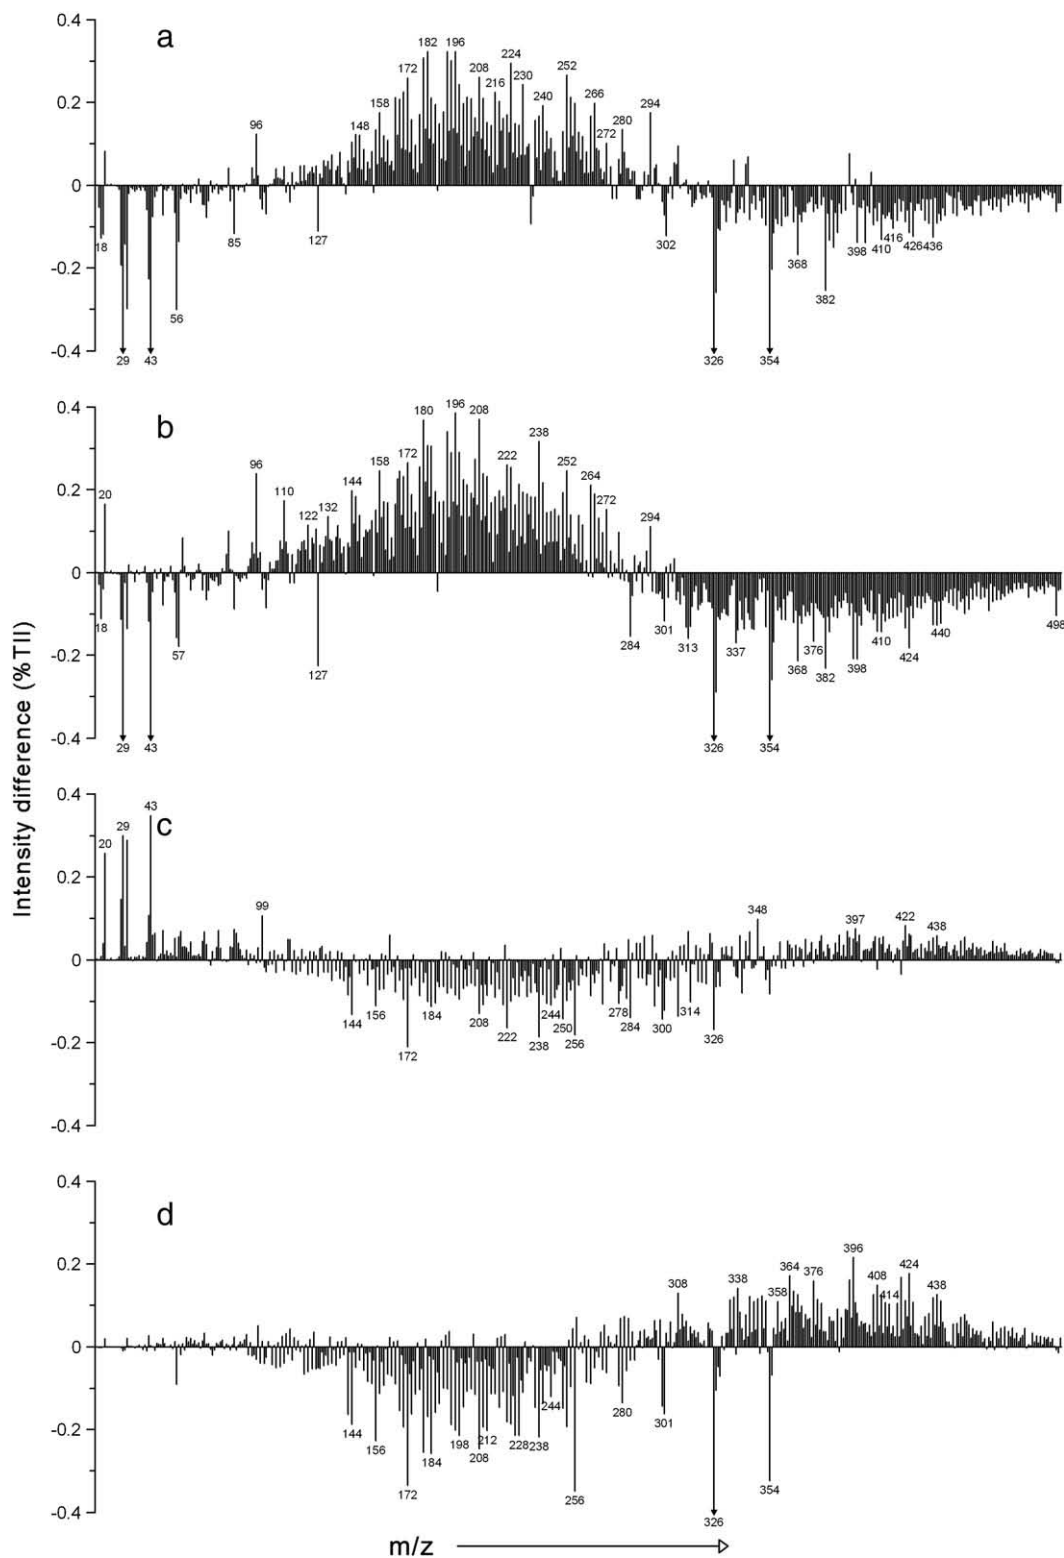 Intensity difference (%TII)
a
0.4
0.2
0
-0.2
-0.4
182 196
172 208 224
216 230
252
158 240 266
96 148 280 294
272
18 85 127 302
56
29 43
326 354
368 382 398 410 416 426 436
b
0.4
0.2
0
-0.2
-0.4
180 196 208
238
172 222 252
158 264
96 144 272
20 110 122 132 294
18 57 127
29 43
284 301 313 337
326 354
368 376 382 398 410 424 440 498
c
0.4
0.2
0
-0.2
-0.4
20 29 43
99
348 397 422 438
144 156 172 184 208 222 238 244 250 256 278 284 300 314 326
d
0.4
0.2
0
-0.2
-0.4
308 338 358 364 376 396 408 414 424 438
144 156 172 184 198 208 212 228 238 244 256 280 301
326 354
m/z